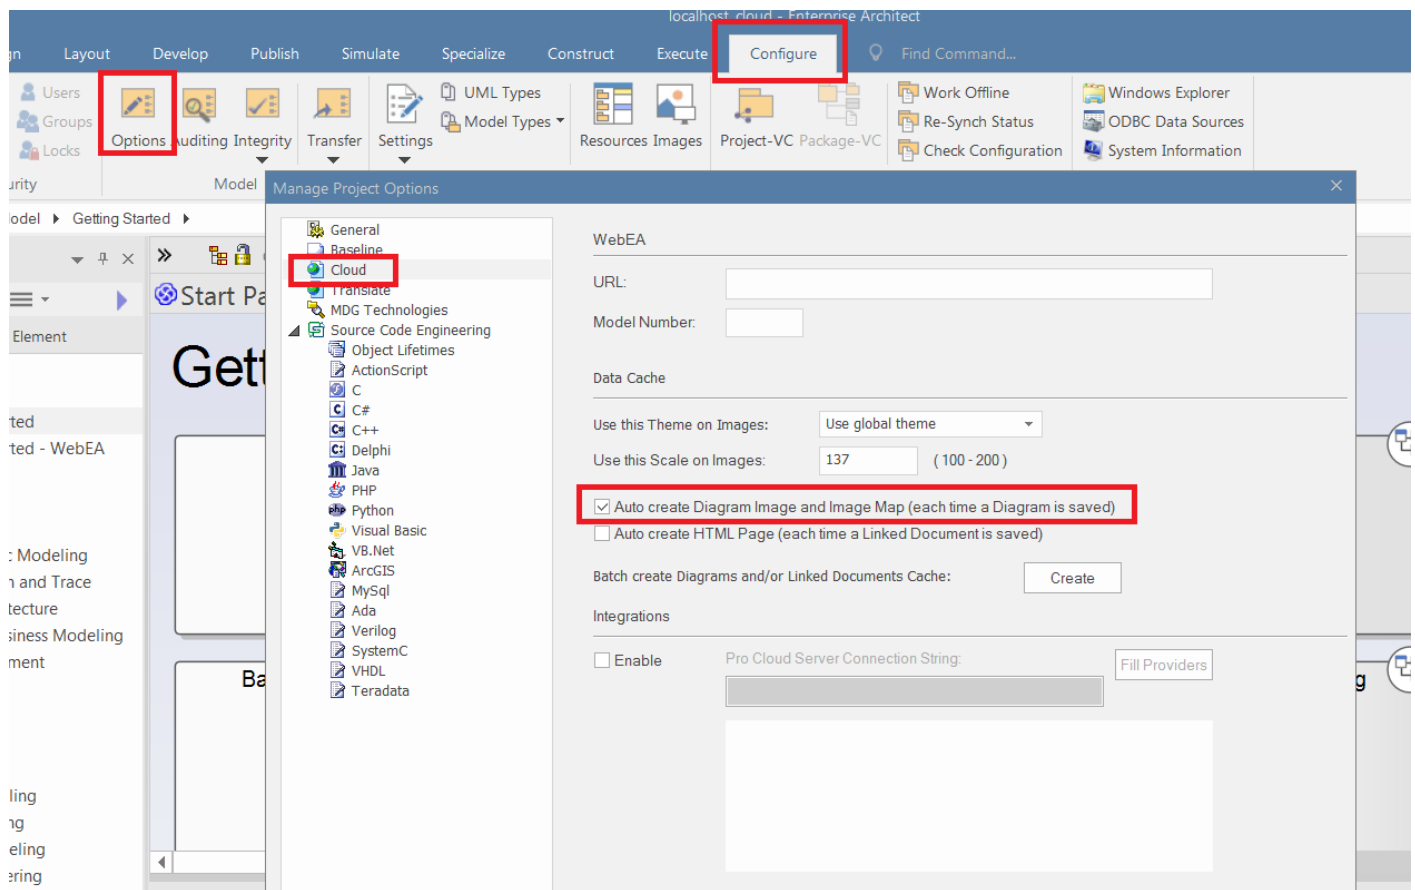 localhost_cloud - Enterprise Architect
Layout Develop Publish Simulate Specialize Construct Execute Configure Find Command...
Users
Groups
Locks
Options Auditing Integrity Transfer Settings
UML Types
Model Types
Resources Images Project-VC Package-VC
Work Offline
Re-Synch Status
Check Configuration
Windows Explorer
ODBC Data Sources
System Information
Model
Getting Started
Manage Project Options
Start Pa
Element
Gett
rted
rted - WebEA
c Modeling
n and Trace
tecture
siness Modeling
ment
ling
ng
eling
ering
Ba
General
Baseline
Cloud
Translate
MDG Technologies
Source Code Engineering
Object Lifetimes
ActionScript
C
C#
C++
Delphi
Java
PHP
Python
Visual Basic
VB.Net
ArcGIS
MySql
Ada
Verilog
SystemC
VHDL
Teradata
WebEA
URL:
Model Number:
Data Cache
Use this Theme on Images: Use global theme
Use this Scale on Images: 137 ( 100 - 200 )
Auto create Diagram Image and Image Map (each time a Diagram is saved)
Auto create HTML Page (each time a Linked Document is saved)
Batch create Diagrams and/or Linked Documents Cache: Create
Integrations
Enable Pro Cloud Server Connection String: Fill Providers
g